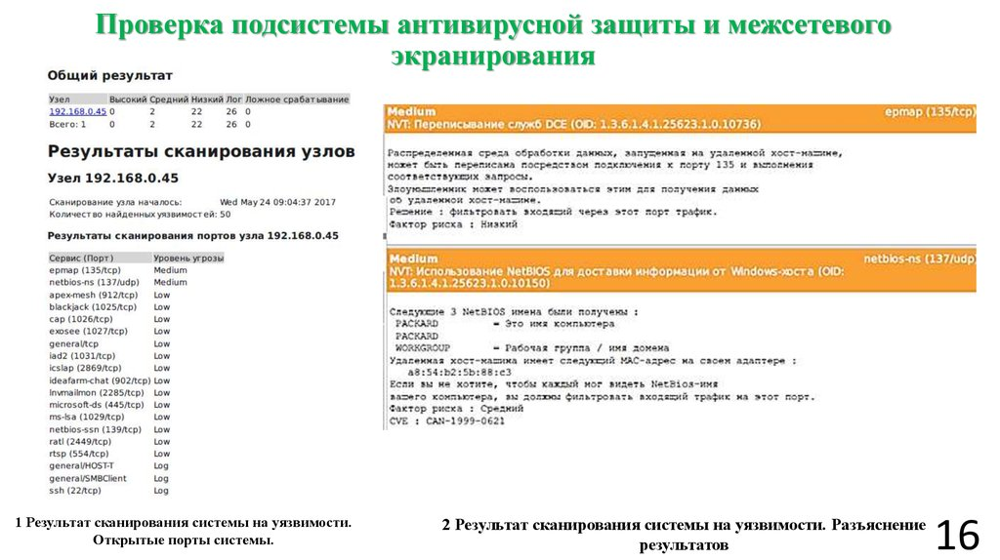 Проверка подсистемы антивирусной защиты и межсетевого
экранирования
Общий результат
Узел Высокий Средний Низкий Лог Ложное срабатывание
192.168.0.45 0 2 22 26 0
Всего: 1 0 2 22 26 0
Результаты сканирования узлов
Узел 192.168.0.45
Сканирование узла началось: Wed May 24 09:04:37 2017
Количество найденных уязвимостей: 50
Результаты сканирования портов узла 192.168.0.45
Сервис (Порт) Уровень угрозы
epmap (135/tcp) Medium
netbios-ns (137/udp) Medium
apex-mesh (912/tcp) Low
blackjack (1025/tcp) Low
cap (1026/tcp) Low
exosee (1027/tcp) Low
general/tcp Low
iad2 (1031/tcp) Low
icslap (2869/tcp) Low
ideafarm-chat (902/tcp) Low
invmailmon (2285/tcp) Low
microsoft-ds (445/tcp) Low
ms-lsa (1029/tcp) Low
netbios-ssn (139/tcp) Low
ratl (2449/tcp) Low
rtsp (554/tcp) Low
general/HOST-T Log
general/SMBClient Log
ssh (22/tcp) Log
1 Результат сканирования системы на уязвимости.
Открытые порты системы.
Medium epmap (135/tcp)
NVT: Переписывание служб DCE (OID: 1.3.6.1.4.1.25623.1.0.10736)
Распределенная среда обработки данных, запущенная на удаленной хост-машине,
может быть переписана посредством подключения к порту 135 и выполнения
соответствующих запросы.
Злоумышленник может воспользоваться этим для получения данных
об удаленной хост-машине.
Решение : фильтровать входящий через этот порт трафик.
Фактор риска : Низкий
Medium netbios-ns (137/udp)
NVT: Использование NetBIOS для доставки информации от Windows-хоста (OID:
1.3.6.1.4.1.25623.1.0.10150)
Следующие 3 NetBIOS имена были получены :
PACKARD = Это имя компьютера
PACKARD
WORKGROUP = Рабочая группа / имя домена
Удаленная хост-машина имеет следующий MAC-адрес на своем адаптере :
a8:54:b2:5b:88:c3
Если вы не хотите, чтобы каждый мог видеть NetBios-имя
вашего компьютера, вы должны фильтровать входящий трафик на этот порт.
Фактор риска : Средний
CVE : CAN-1999-0621
2 Результат сканирования системы на уязвимости. Разъяснение
результатов
16